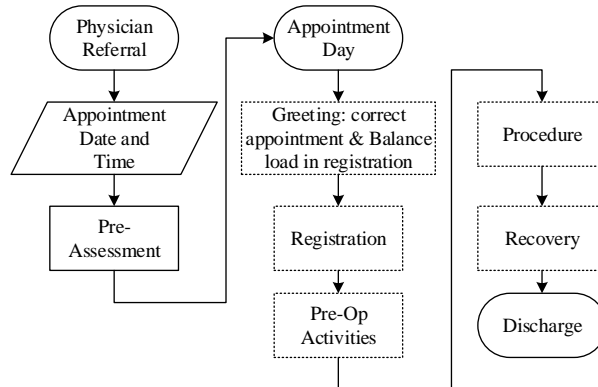 Physician
Referral
Appointment
Date and
Time
Pre-
Assessment
Appointment
Day
Greeting: correct
appointment & Balance
load in registration
Registration
Pre-Op
Activities
Procedure
Recovery
Discharge